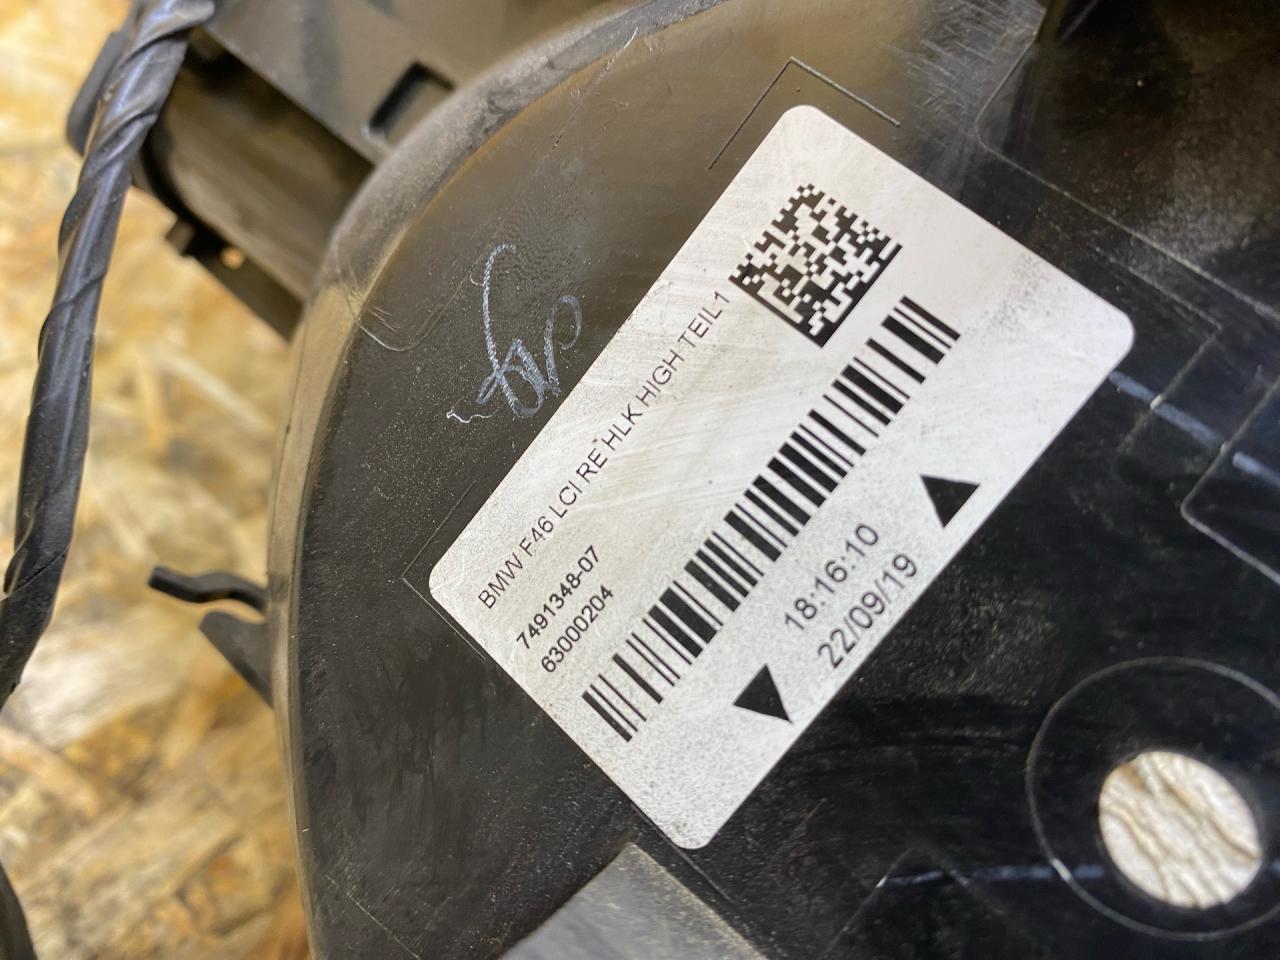 BMW F46 LCI RE HLK HIGH TEIL1
7491348-07
63000204
18:16:10
22/09/19